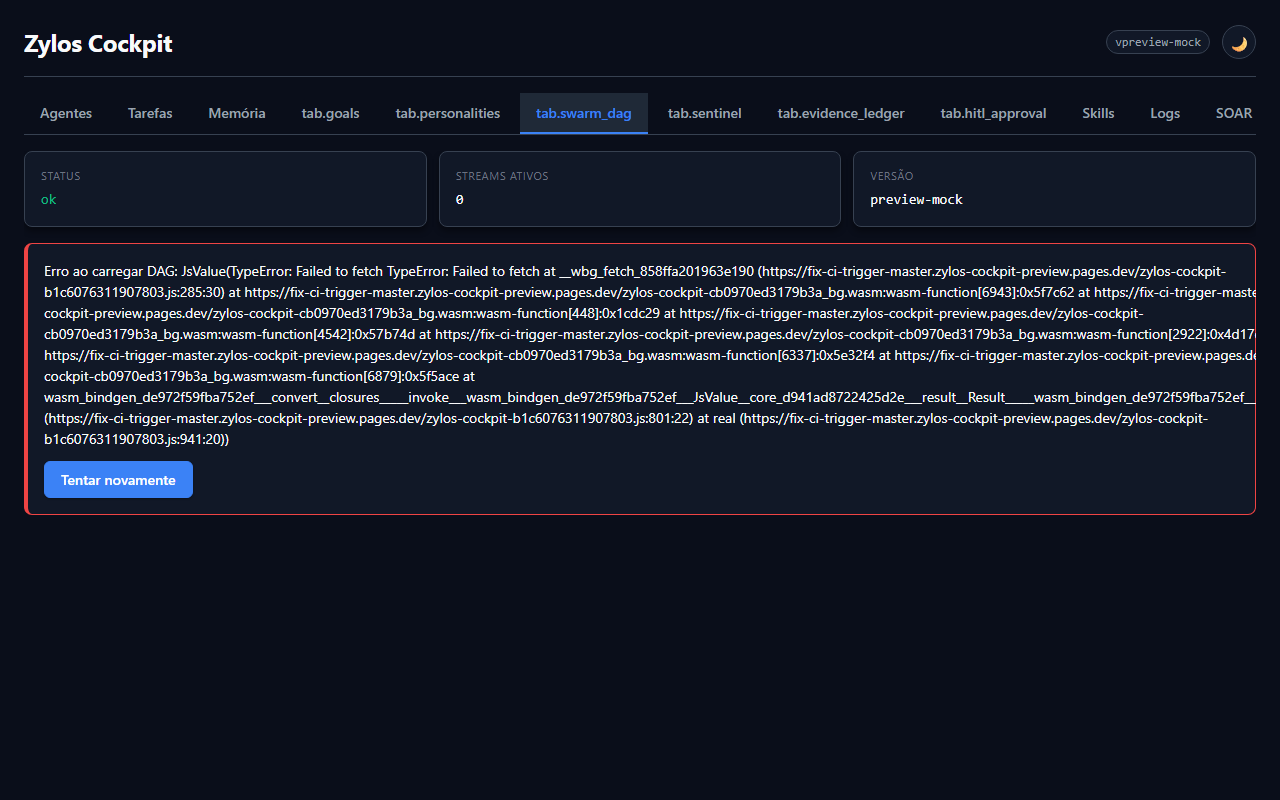 Zylos Cockpit
vpreview-mock
Agentes Tarefas Memória tab.goals tab.personalities tab.swarm_dag tab.sentinel tab.evidence_ledger tab.hitl_approval Skills Logs SOAR
STATUS
ok
STREAMS ATIVOS
0
VERSÃO
preview-mock
Erro ao carregar DAG: JsValue(TypeError: Failed to fetch TypeError: Failed to fetch at __wbg_fetch_858ffa201963e190 (https://fix-ci-trigger-master.zylos-cockpit-preview.pages.dev/zylos-cockpit-
b1c6076311907803.js:285:30) at https://fix-ci-trigger-master.zylos-cockpit-preview.pages.dev/zylos-cockpit-cb0970ed3179b3a_bg.wasm:wasm-function[6943]:0x5f7c62 at https://fix-ci-trigger-maste
cockpit-preview.pages.dev/zylos-cockpit-cb0970ed3179b3a_bg.wasm:wasm-function[448]:0x1cdc29 at https://fix-ci-trigger-master.zylos-cockpit-preview.pages.dev/zylos-cockpit-
cb0970ed3179b3a_bg.wasm:wasm-function[4542]:0x57b74d at https://fix-ci-trigger-master.zylos-cockpit-preview.pages.dev/zylos-cockpit-cb0970ed3179b3a_bg.wasm:wasm-function[2922]:0x4d17
https://fix-ci-trigger-master.zylos-cockpit-preview.pages.dev/zylos-cockpit-cb0970ed3179b3a_bg.wasm:wasm-function[6337]:0x5e32f4 at https://fix-ci-trigger-master.zylos-cockpit-preview.pages.de
cockpit-cb0970ed3179b3a_bg.wasm:wasm-function[6879]:0x5f5ace at
wasm_bindgen_de972f59fba752ef___convert__closures_____invoke___wasm_bindgen_de972f59fba752ef___JsValue__core_d941ad8722425d2e___result__Result_____wasm_bindgen_de972f59fba752ef__
(https://fix-ci-trigger-master.zylos-cockpit-preview.pages.dev/zylos-cockpit-b1c6076311907803.js:801:22) at real (https://fix-ci-trigger-master.zylos-cockpit-preview.pages.dev/zylos-cockpit-
b1c6076311907803.js:941:20))
Tentar novamente